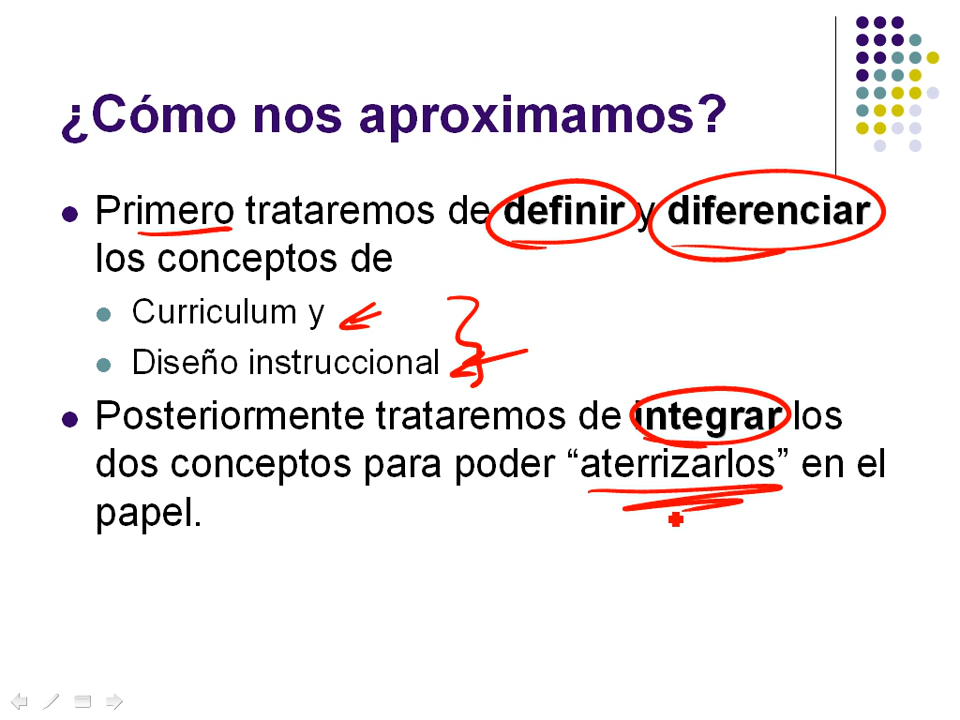 ¿Cómo nos aproximamos?
Primero trataremos de definir y diferenciar
los conceptos de
Curriculum y
Diseño instruccional
Posteriormente trataremos de integrar los
dos conceptos para poder “aterrizarlos” en el
papel.